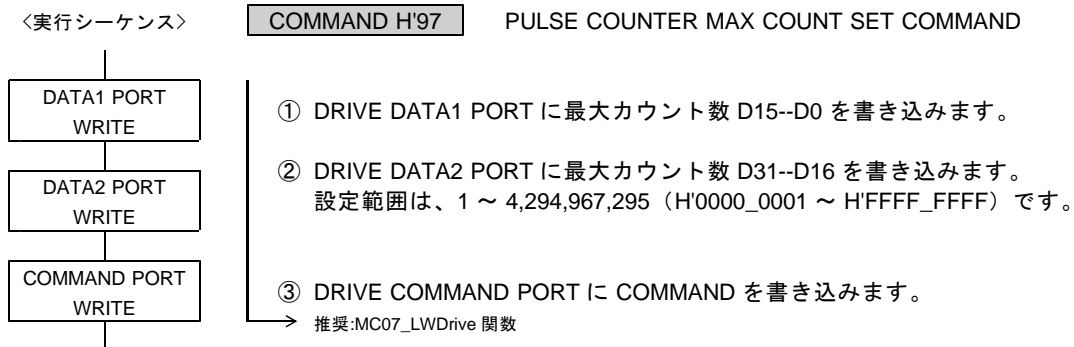 〈実行シーケンス〉 COMMAND H'97 PULSE COUNTER MAX COUNT SET COMMAND
DATA1 PORT
WRITE
① DRIVE DATA1 PORT に最大カウント数 D15--D0 を書き込みます。
DATA2 PORT
WRITE
② DRIVE DATA2 PORT に最大カウント数 D31--D16 を書き込みます。
設定範囲は、1 ～ 4,294,967,295（H'0000_0001 ～ H'FFFF_FFFF）です。
COMMAND PORT
WRITE
③ DRIVE COMMAND PORT に COMMAND を書き込みます。
推奨:MC07_LWDrive 関数